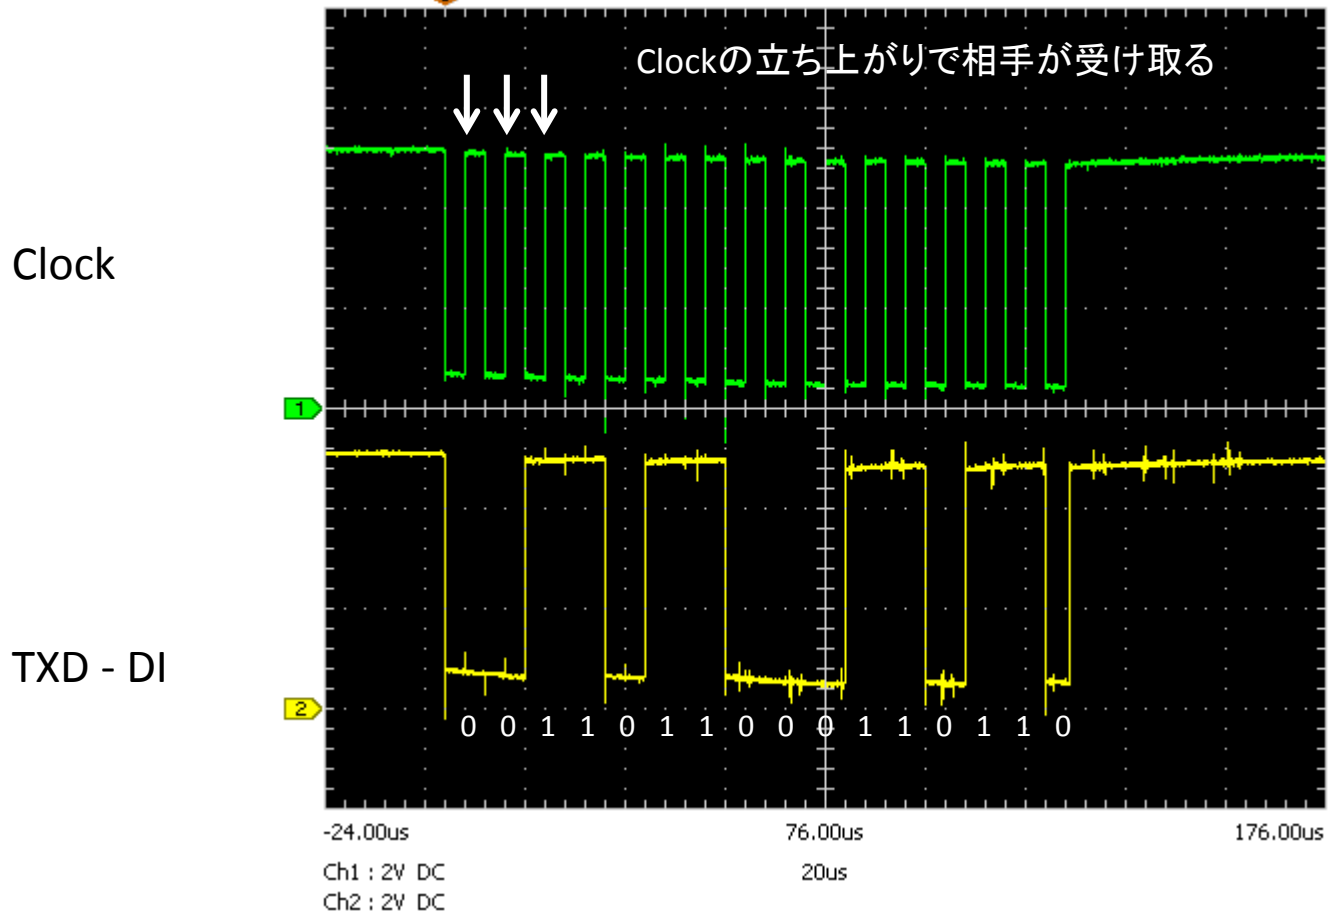 Clockの立ち上がりで相手が受け取る
Clock
1
TXD - DI
2
0 0 1 1 0 1 1 0 0 0 1 1 0 1 1 0
-24.00us 76.00us 176.00us
Ch1 : 2V DC 20us
Ch2 : 2V DC